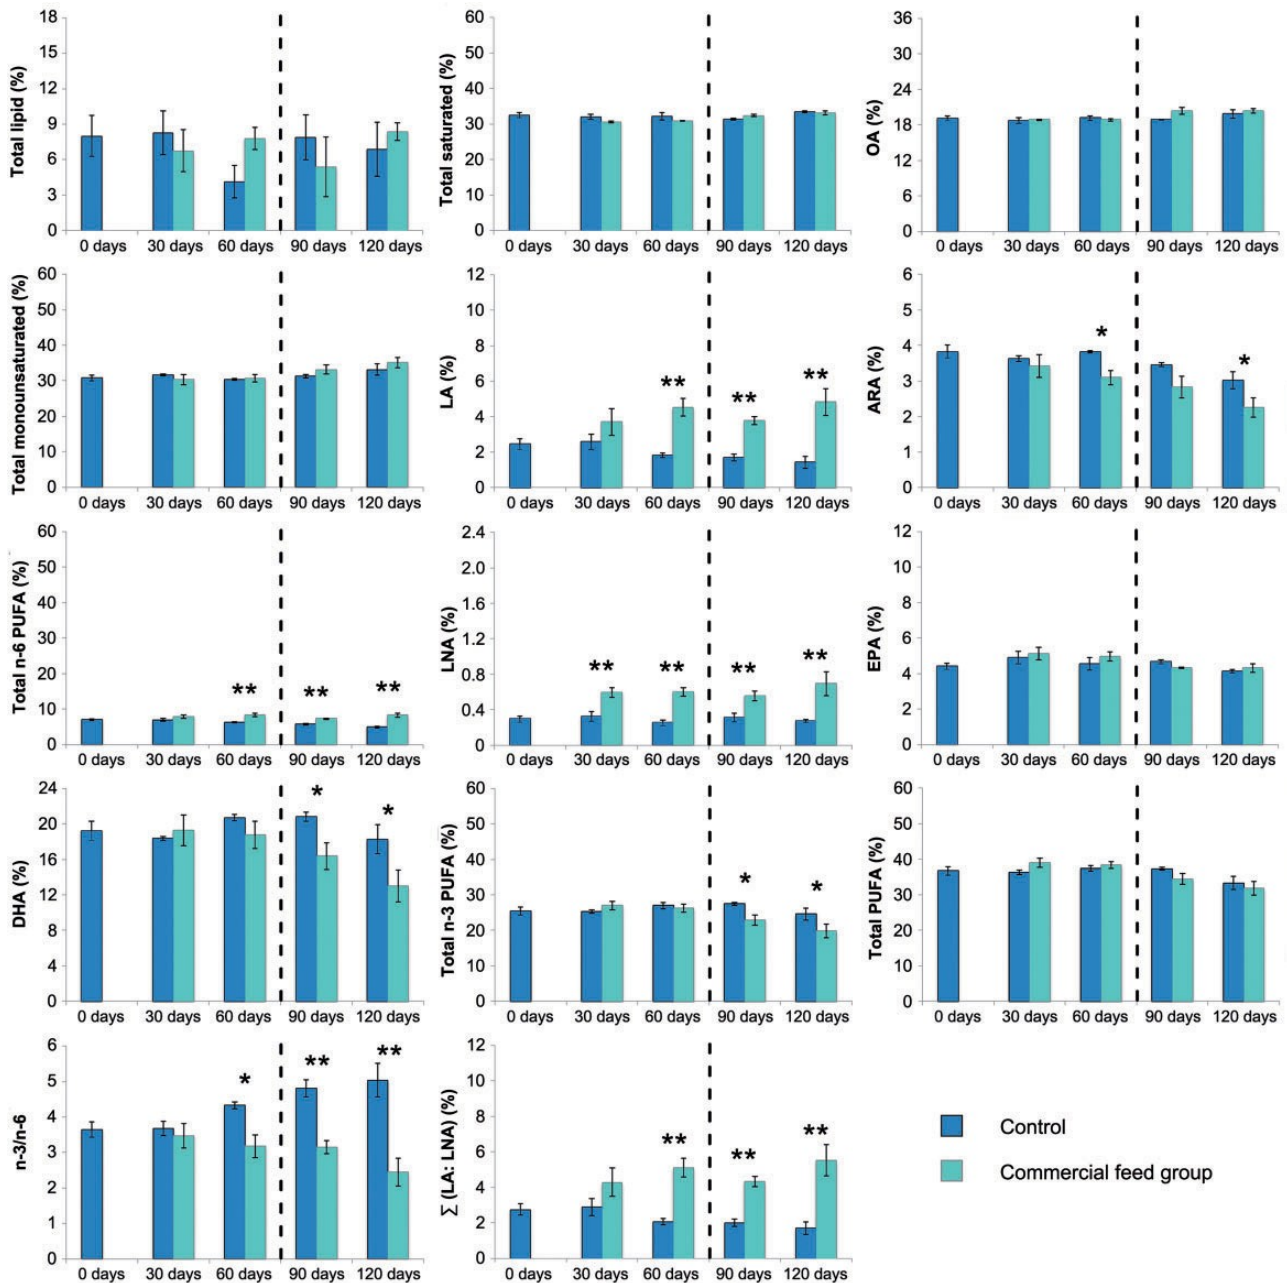 Total lipid (%)
18
15
12
9
6
3
0
0 days 30 days 60 days 90 days 120 days
Total saturated (%)
60
50
40
30
20
10
0
0 days 30 days 60 days 90 days 120 days
OA (%)
36
30
24
18
12
6
0
0 days 30 days 60 days 90 days 120 days
Total monounsaturated (%)
60
50
40
30
20
10
0
0 days 30 days 60 days 90 days 120 days
LA (%)
12
10
8
6
4
2
0
** ** **
0 days 30 days 60 days 90 days 120 days
ARA (%)
6
5
4
3
2
1
0
* *
0 days 30 days 60 days 90 days 120 days
Total n-6 PUFA (%)
60
50
40
30
20
10
0
** ** **
0 days 30 days 60 days 90 days 120 days
LNA (%)
2.4
2.0
1.6
1.2
0.8
0.4
0
** ** ** **
0 days 30 days 60 days 90 days 120 days
EPA (%)
12
10
8
6
4
2
0
0 days 30 days 60 days 90 days 120 days
DHA (%)
24
20
16
12
8
4
0
* *
0 days 30 days 60 days 90 days 120 days
Total n-3 PUFA (%)
60
50
40
30
20
10
0
* *
0 days 30 days 60 days 90 days 120 days
Total PUFA (%)
60
50
40
30
20
10
0
0 days 30 days 60 days 90 days 120 days
n-3/n-6
6
5
4
3
2
1
0
* ** **
0 days 30 days 60 days 90 days 120 days
∑ (LA: LNA) (%)
12
10
8
6
4
2
0
** ** **
0 days 30 days 60 days 90 days 120 days
Control
Commercial feed group